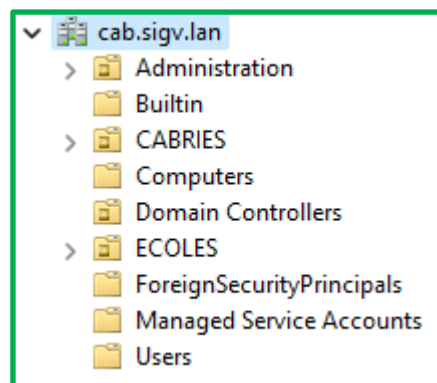 cab.sigv.lan
Administration
Builtin
CABRIES
Computers
Domain Controllers
ECOLES
ForeignSecurityPrincipals
Managed Service Accounts
Users